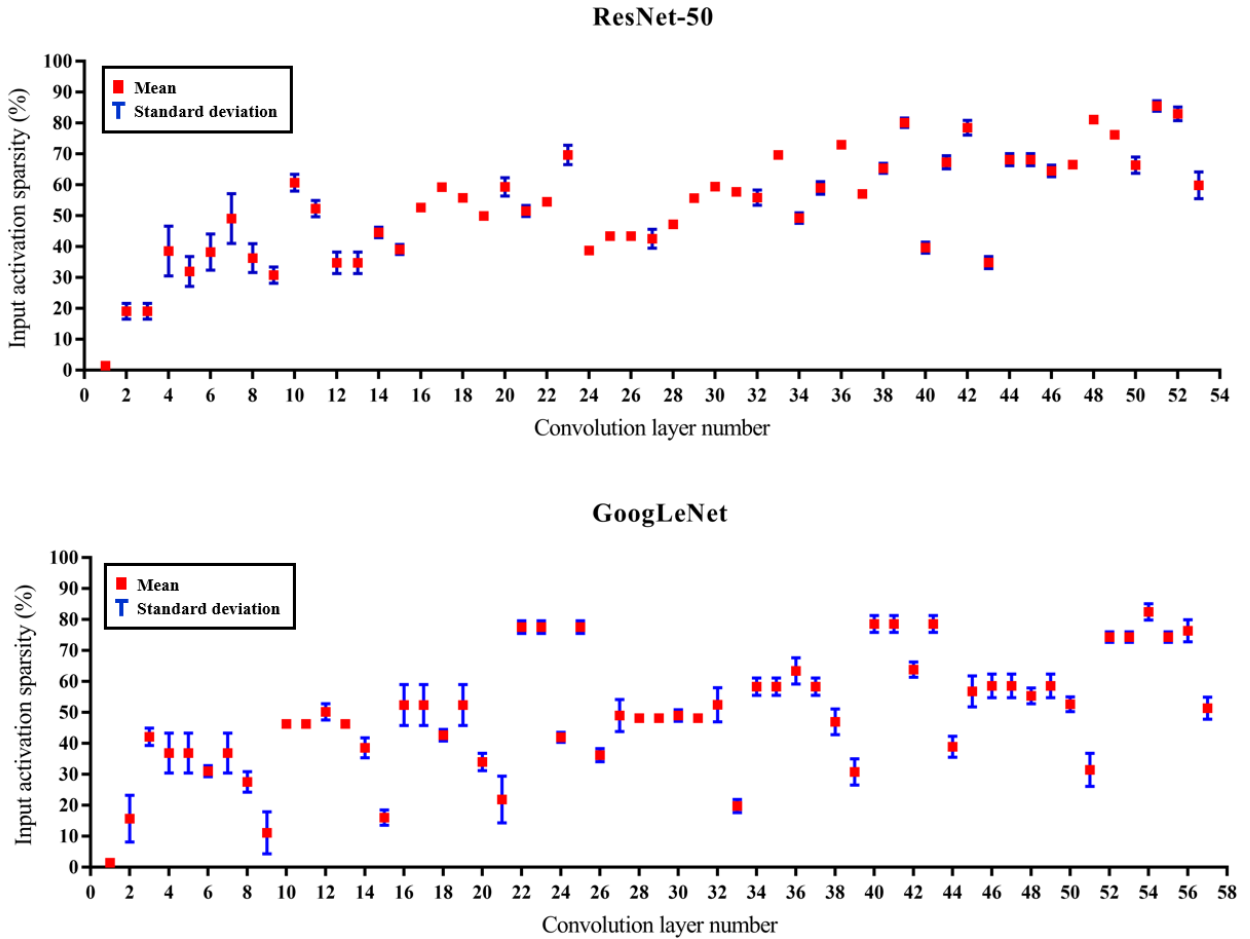 ResNet-50
Input activation sparsity (%)
100
90
80
70
60
50
40
30
20
10
0
Mean
Standard deviation
0 2 4 6 8 10 12 14 16 18 20 22 24 26 28 30 32 34 36 38 40 42 44 46 48 50 52 54
Convolution layer number
GoogLeNet
Input activation sparsity (%)
100
90
80
70
60
50
40
30
20
10
0
Mean
Standard deviation
0 2 4 6 8 10 12 14 16 18 20 22 24 26 28 30 32 34 36 38 40 42 44 46 48 50 52 54 56 58
Convolution layer number